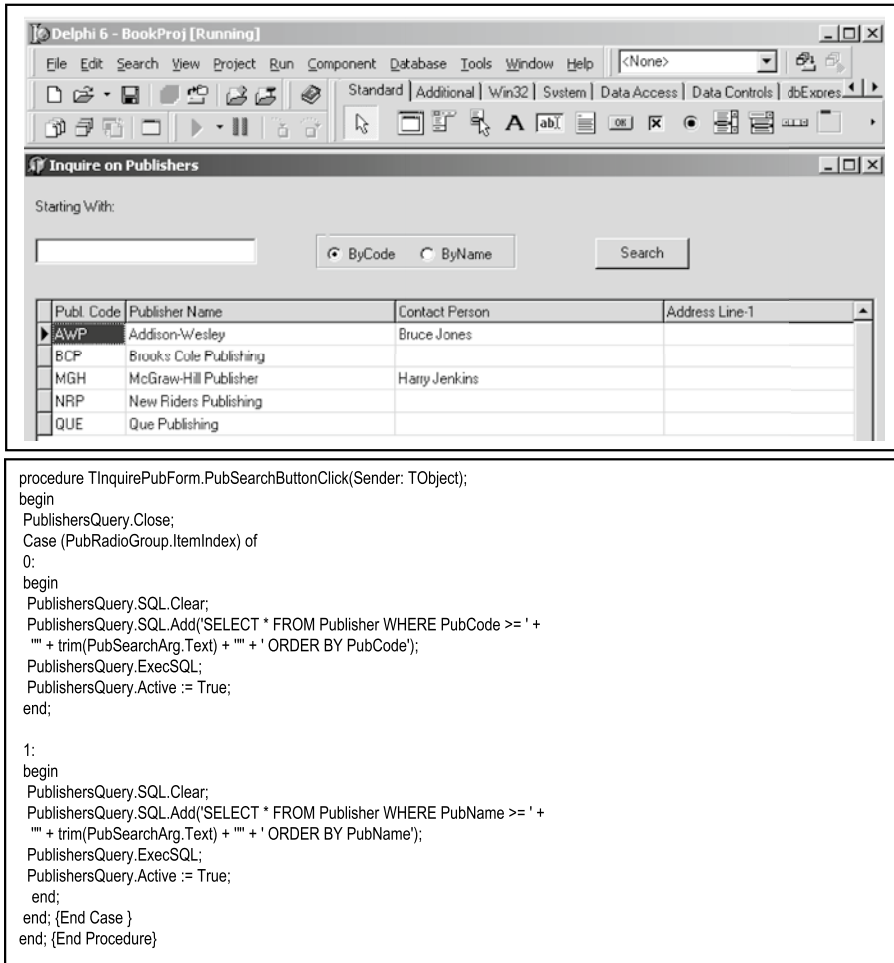 Delphi 6 - BookProj [Running]
File Edit Search View Project Run Component Database Tools Window Help <None>
Standard Additional Win32 System Data Access Data Controls dbExpres
A ab OK
Inquire on Publishers
Starting With:
ByCode ByName Search
Publ. Code Publisher Name Contact Person Address Line-1
AWP Addison-Wesley Bruce Jones
BCP Brooks Cole Publishing
MGH McGraw-Hill Publisher Harry Jenkins
NRP New Riders Publishing
QUE Que Publishing
procedure TInquirePubForm.PubSearchButtonClick(Sender: TObject);
begin
PublishersQuery.Close;
Case (PubRadioGroup.ItemIndex) of
0:
begin
PublishersQuery.SQL.Clear;
PublishersQuery.SQL.Add('SELECT * FROM Publisher WHERE PubCode >= ' +
'"' + trim(PubSearchArg.Text) + '"' + ' ORDER BY PubCode');
PublishersQuery.ExecSQL;
PublishersQuery.Active := True;
end;
1:
begin
PublishersQuery.SQL.Clear;
PublishersQuery.SQL.Add('SELECT * FROM Publisher WHERE PubName >= ' +
'"' + trim(PubSearchArg.Text) + '"' + ' ORDER BY PubName');
PublishersQuery.ExecSQL;
PublishersQuery.Active := True;
end;
end; {End Case }
end; {End Procedure}